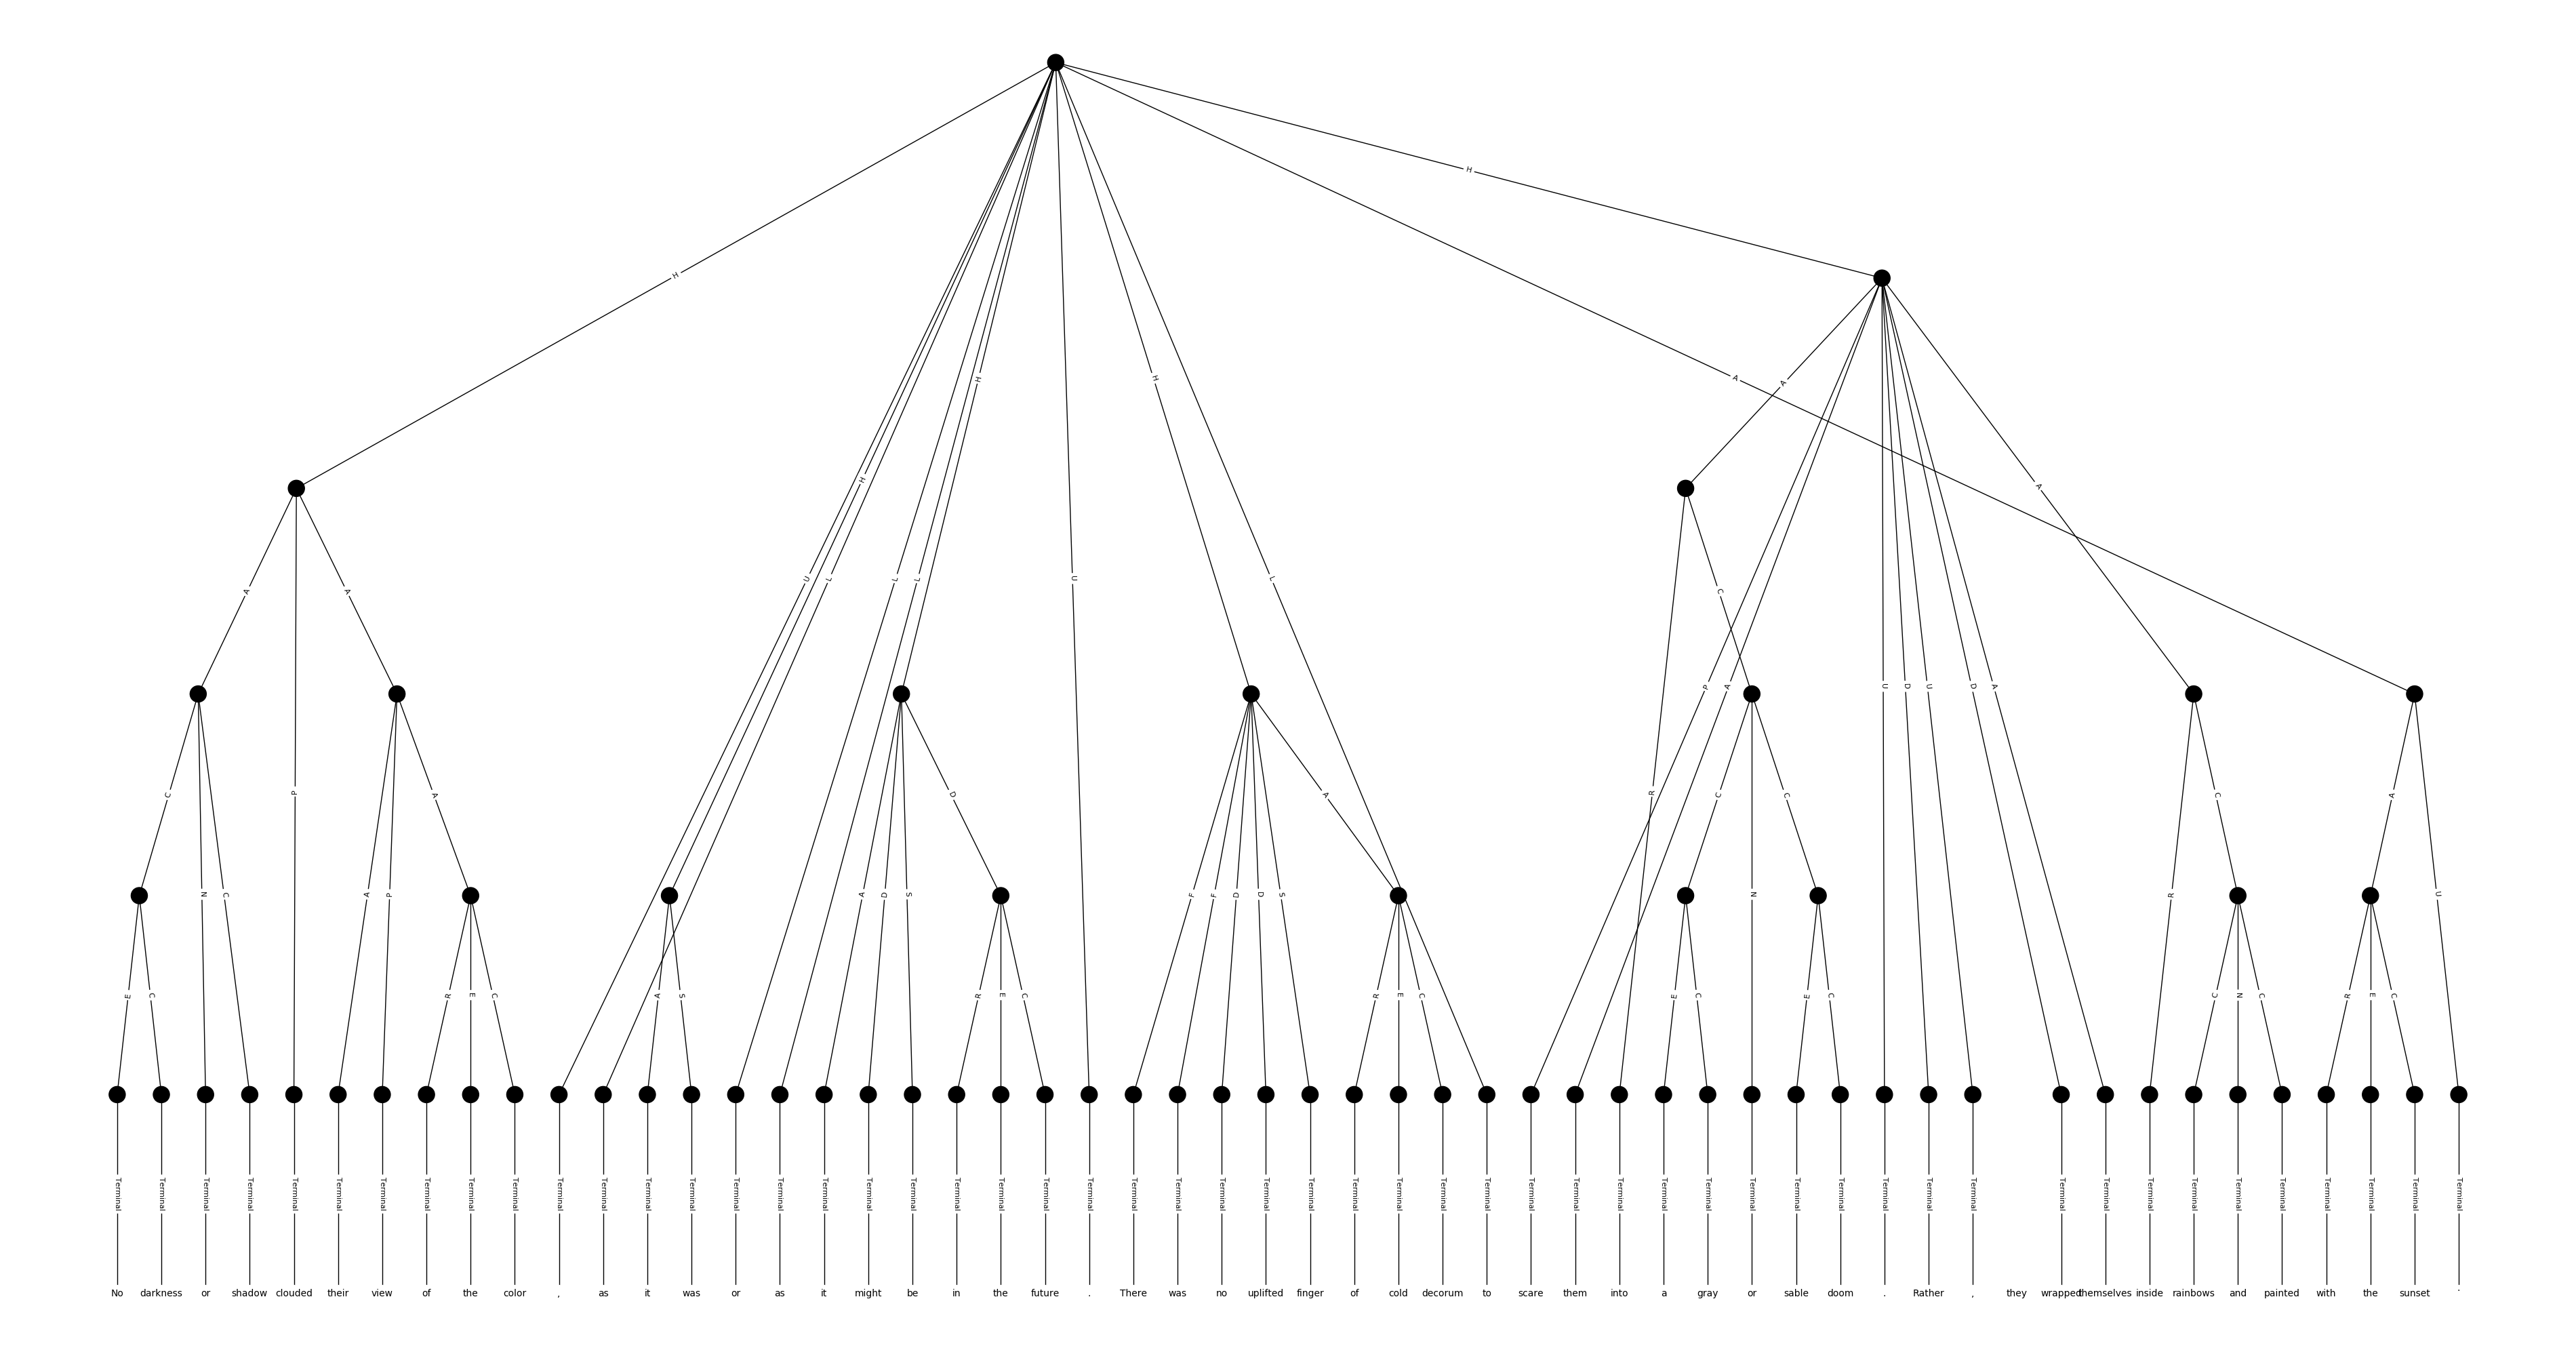 H
H
H H A A
H A
U L L L U L
A A C
P A U D U D A
C P A D A R C C C A
N C A P A D S F F D D S N R U
E C R E C A S R E C R E C E C E C C N C R E C
Terminal Terminal Terminal Terminal Terminal Terminal Terminal Terminal Terminal Terminal Terminal Terminal Terminal Terminal Terminal Terminal Terminal Terminal Terminal Terminal Terminal Terminal Terminal Terminal Terminal Terminal Terminal Terminal Terminal Terminal Terminal Terminal Terminal Terminal Terminal Terminal Terminal Terminal Terminal Terminal Terminal Terminal Terminal Terminal Terminal Terminal Terminal Terminal Terminal Terminal Terminal Terminal Terminal
No darkness or shadow clouded their view of the color , as it was or as it might be in the future . There was no uplifted finger of cold decorum to scare them into a gray or sable doom . Rather , they wrapped themselves inside rainbows and painted with the sunset .